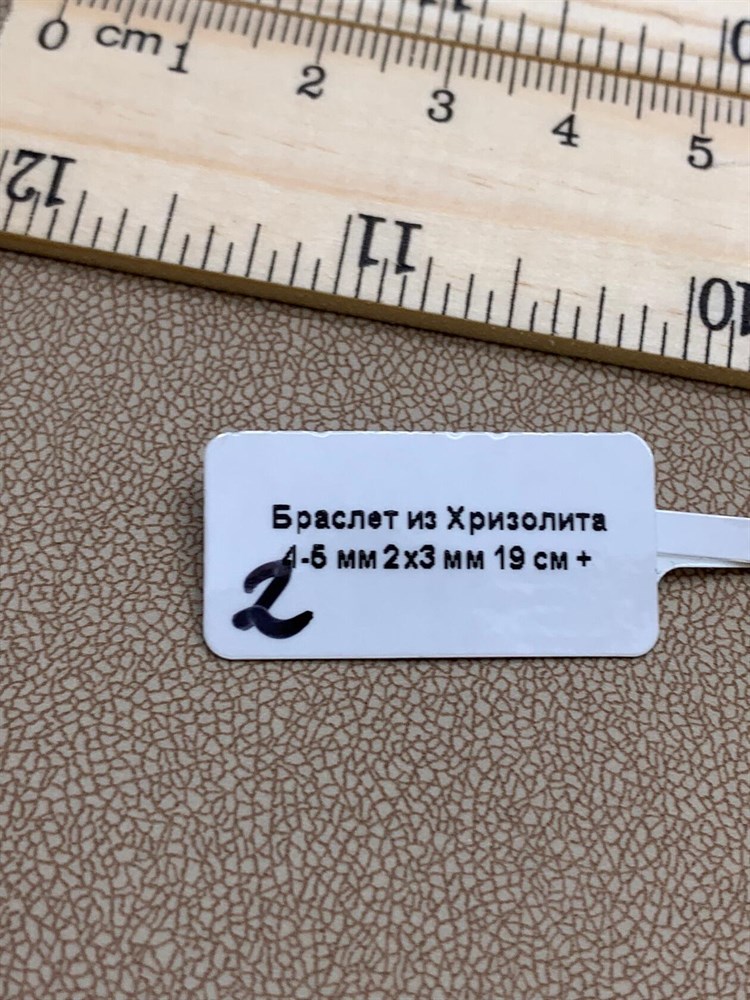 0 cm 1 2 3 4 5
12 11 10
Браслет из Хризолита
4-5 мм 2х3 мм 19 см +
2